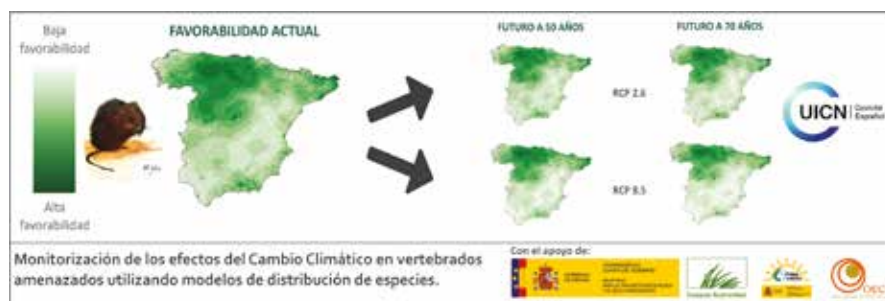 Baja
favorabilidad
FAVORABILIDAD ACTUAL
FUTURO A 50 AÑOS
FUTURO A 70 AÑOS
RCP 2.6
UICN
Comité
Español
RCP 8.5
Alta
favorabilidad
Monitorización de los efectos del Cambio Climático en vertebrados
amenazados utilizando modelos de distribución de especies.
Con el apoyo de: